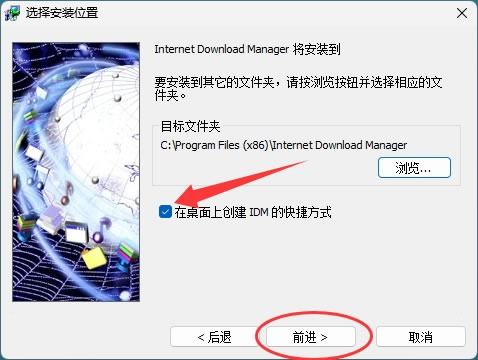 选择安装位置
Internet Download Manager 将安装到
要安装到其它的文件夹，请按浏览按钮并选择相应的文
件夹。
目标文件夹
C:\Program Files (x86)\Internet Download Manager
浏览...
在桌面上创建 IDM 的快捷方式
< 后退
前进 >
取消